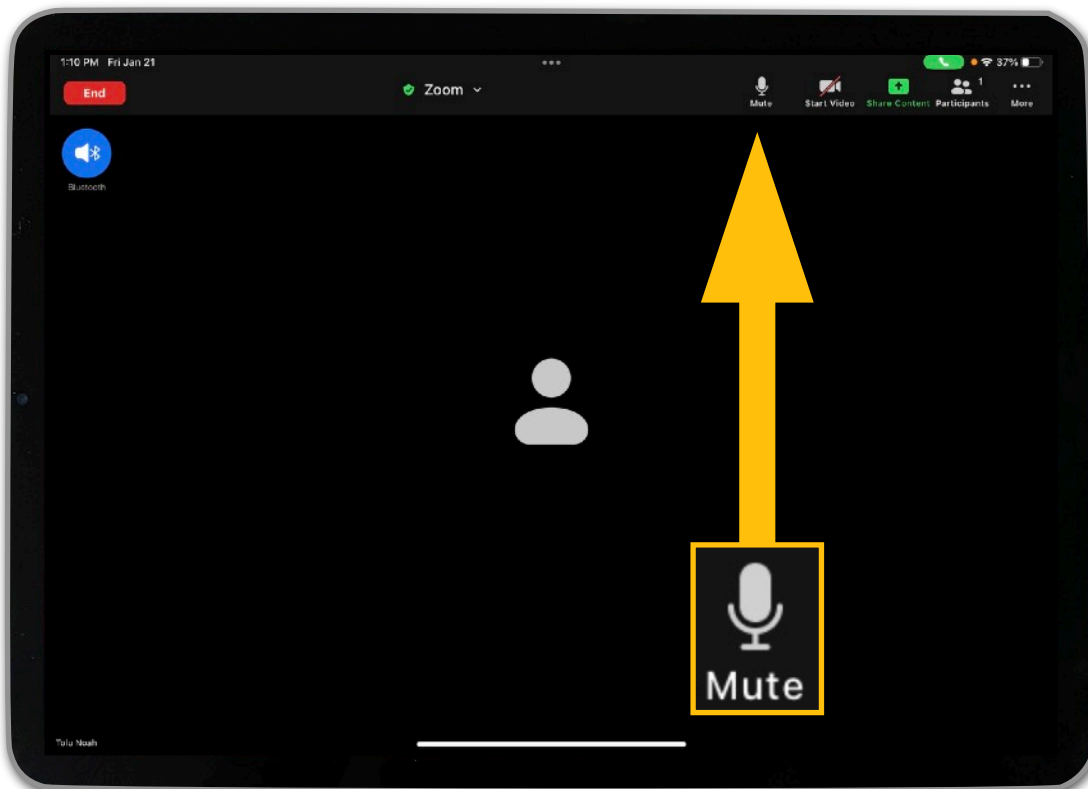 1:10 PM Fri Jan 21
37%
End
Zoom
Mute
Start Video
Share Content
Participants
1
More
Bluetooth
Mute
Tolu Noah